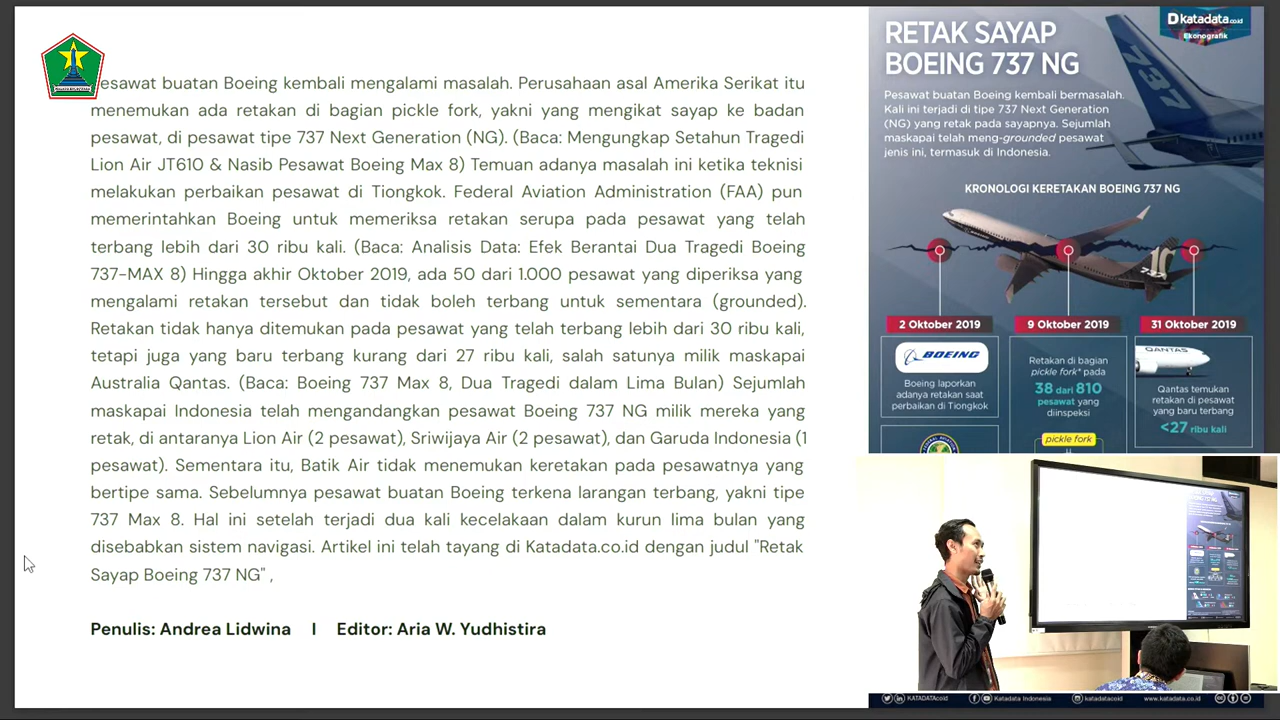 esawat buatan Boeing kembali mengalami masalah. Perusahaan asal Amerika Serikat itu
menemukan ada retakan di bagian pickle fork, yakni yang mengikat sayap ke badan
pesawat, di pesawat tipe 737 Next Generation (NG). (Baca: Mengungkap Setahun Tragedi
Lion Air JT610 & Nasib Pesawat Boeing Max 8) Temuan adanya masalah ini ketika teknisi
melakukan perbaikan pesawat di Tiongkok. Federal Aviation Administration (FAA) pun
memerintahkan Boeing untuk memeriksa retakan serupa pada pesawat yang telah
terbang lebih dari 30 ribu kali. (Baca: Analisis Data: Efek Berantai Dua Tragedi Boeing
737-MAX 8) Hingga akhir Oktober 2019, ada 50 dari 1.000 pesawat yang diperiksa yang
mengalami retakan tersebut dan tidak boleh terbang untuk sementara (grounded).
Retakan tidak hanya ditemukan pada pesawat yang telah terbang lebih dari 30 ribu kali,
tetapi juga yang baru terbang kurang dari 27 ribu kali, salah satunya milik maskapai
Australia Qantas. (Baca: Boeing 737 Max 8, Dua Tragedi dalam Lima Bulan) Sejumlah
maskapai Indonesia telah mengandangkan pesawat Boeing 737 NG milik mereka yang
retak, di antaranya Lion Air (2 pesawat), Sriwijaya Air (2 pesawat), dan Garuda Indonesia (1
pesawat). Sementara itu, Batik Air tidak menemukan keretakan pada pesawatnya yang
bertipe sama. Sebelumnya pesawat buatan Boeing terkena larangan terbang, yakni tipe
737 Max 8. Hal ini setelah terjadi dua kali kecelakaan dalam kurun lima bulan yang
disebabkan sistem navigasi. Artikel ini telah tayang di Katadata.co.id dengan judul "Retak
Sayap Boeing 737 NG" ,
Penulis: Andrea Lidwina | Editor: Aria W. Yudhistira
katadata.co.id
Ekonografik
RETAK SAYAP
BOEING 737 NG
Pesawat buatan Boeing kembali bermasalah.
Kali ini terjadi di tipe 737 Next Generation
(NG) yang retak pada sayapnya. Sejumlah
maskapai telah meng-grounded pesawat
jenis ini, termasuk di Indonesia.
737
KRONOLOGI KERETAKAN BOEING 737 NG
737
2 Oktober 2019
BOEING
Boeing laporkan
adanya retakan saat
perbaikan di Tiongkok
9 Oktober 2019
Retakan di bagian
pickle fork* pada
38 dari 810
pesawat yang
diinspeksi
pickle fork
31 Oktober 2019
QANTAS
Qantas temukan
retakan di pesawat
yang baru terbang
<27 ribu kali
KATADATAcoid
Katadata Indonesia
katadatacoid
www.katadata.co.id